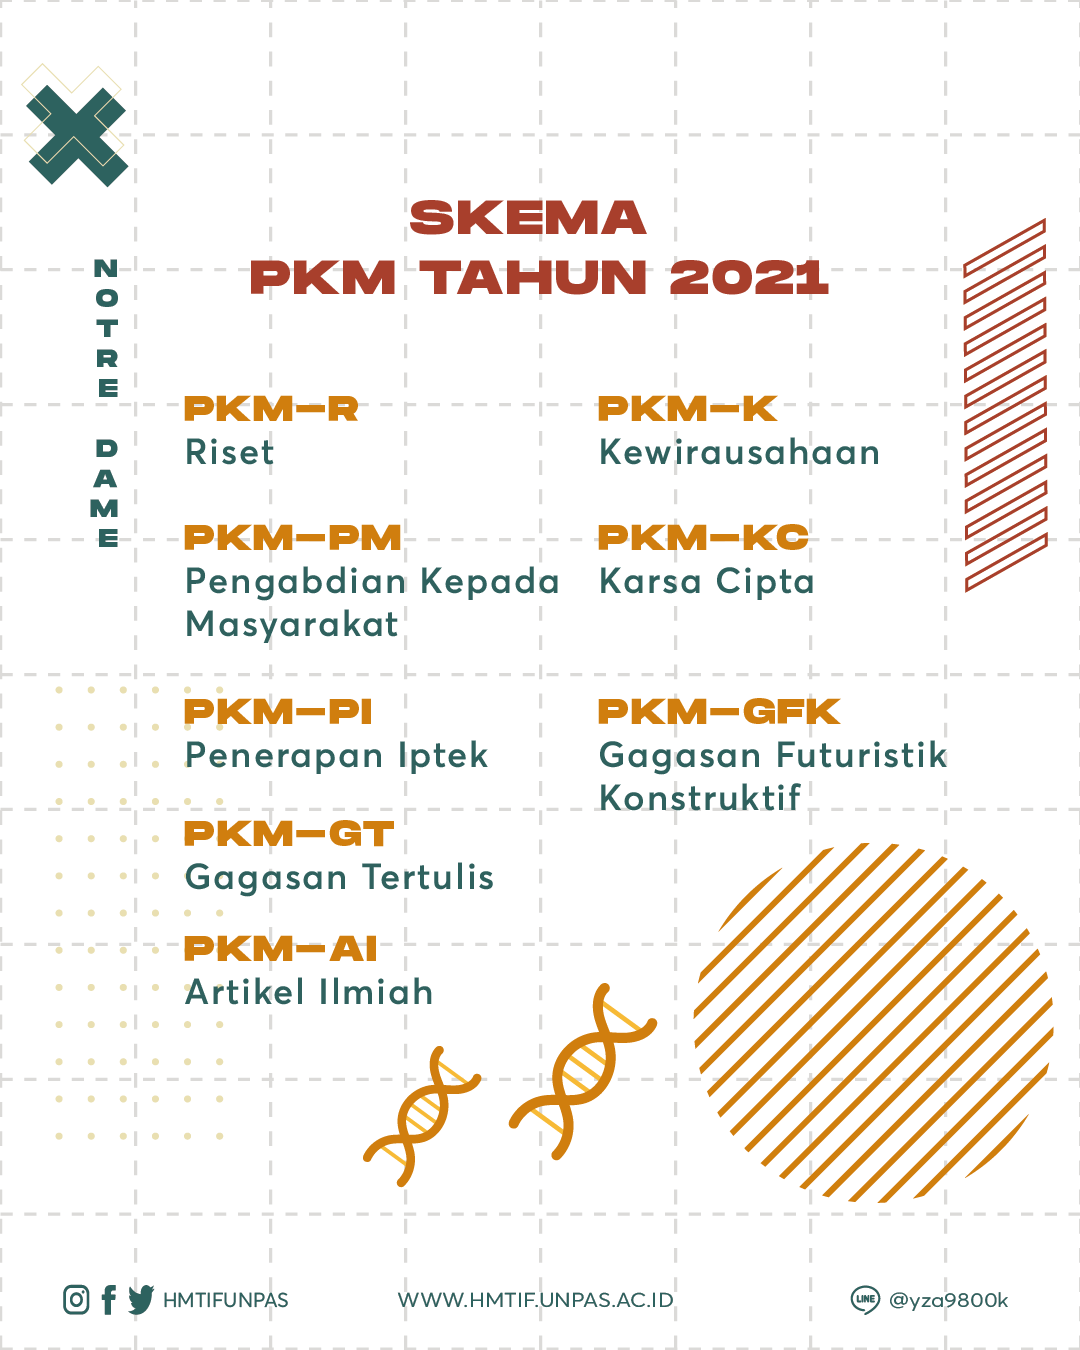 SKEMA
PKM TAHUN 2021
NOTRE DAME
PKM-R
Riset
PKM-PM
Pengabdian Kepada
Masyarakat
PKM-PI
Penerapan Iptek
PKM-GT
Gagasan Tertulis
PKM-AI
Artikel Ilmiah
PKM-K
Kewirausahaan
PKM-KC
Karsa Cipta
PKM-GFK
Gagasan Futuristik
Konstruktif
HMTIFUNPAS
WWW.HMTIF.UNPAS.AC.ID
LINE
@yza9800k